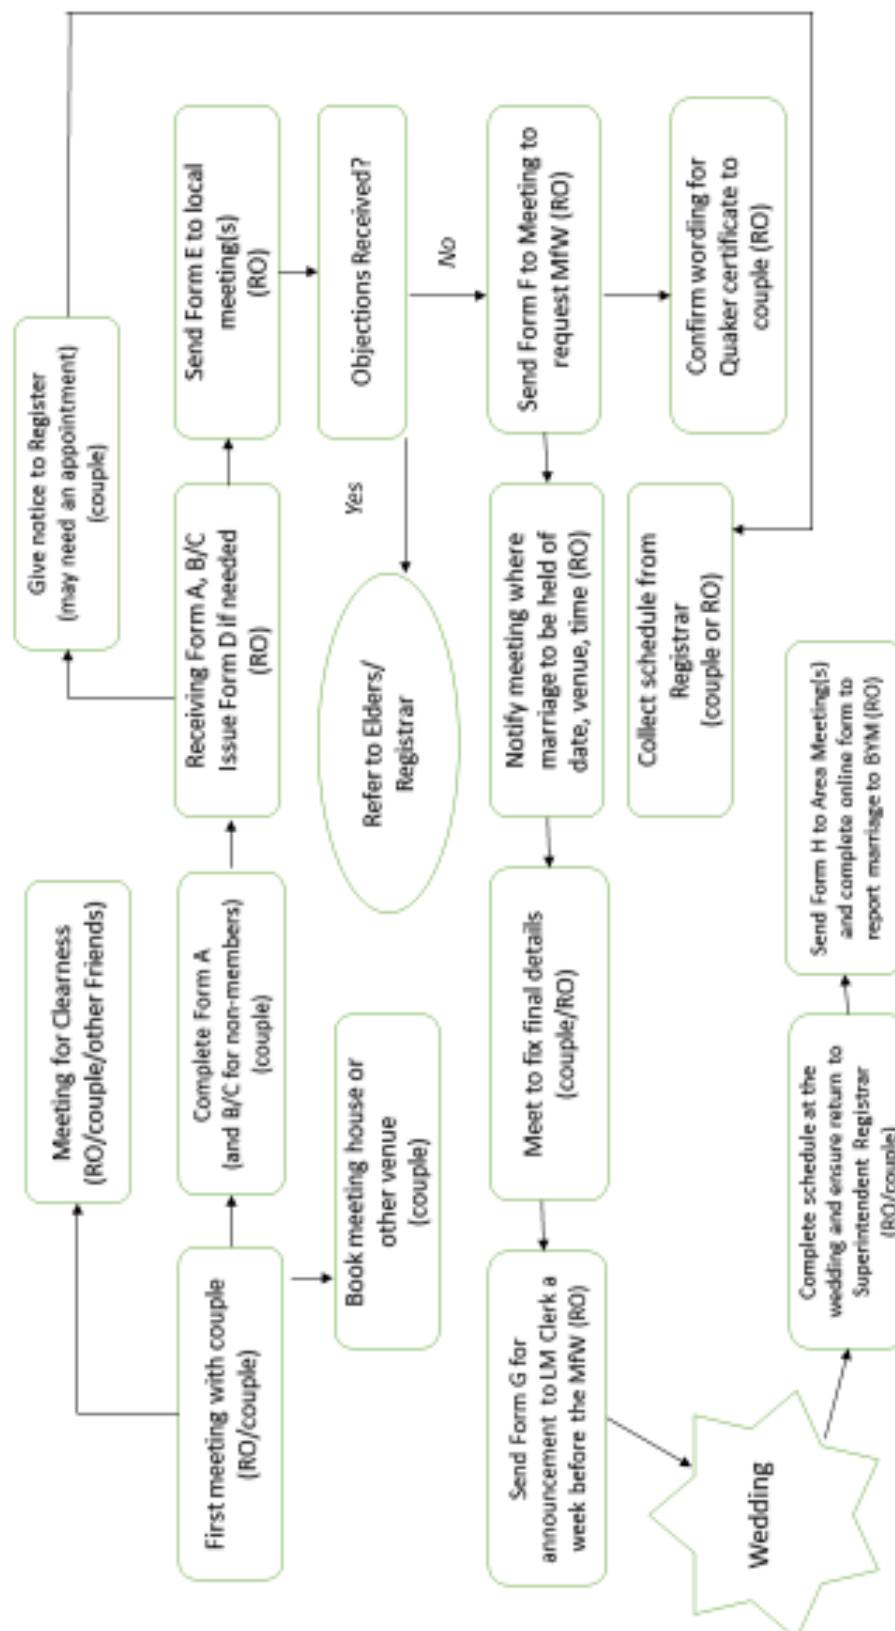 Meeting for Clearness
(RO/couple/other Friends)
Give notice to Register
(may need an appointment)
(couple)
First meeting with couple
(RO/couple)
Complete Form A
(and B/C for non-members)
(couple)
Receiving Form A, B/C
Issue Form D if needed
(RO)
Send Form E to local
meeting(s)
(RO)
Book meeting house or
other venue
(couple)
Refer to Elders/
Registrar
Yes
Objections Received?
No
Send Form G for
announcement to LM Clerk a
week before the MfW (RO)
Meet to fix final details
(couple/RO)
Notify meeting where
marriage to be held of
date, venue, time (RO)
Send Form F to Meeting to
request MfW (RO)
Collect schedule from
Registrar
(couple or RO)
Confirm wording for
Quaker certificate to
couple (RO)
Wedding
Complete schedule at the
wedding and ensure return to
Superintendent Registrar
(RO/couple)
Send Form H to Area Meeting(s)
and complete online form to
report marriage to BYM (RO)